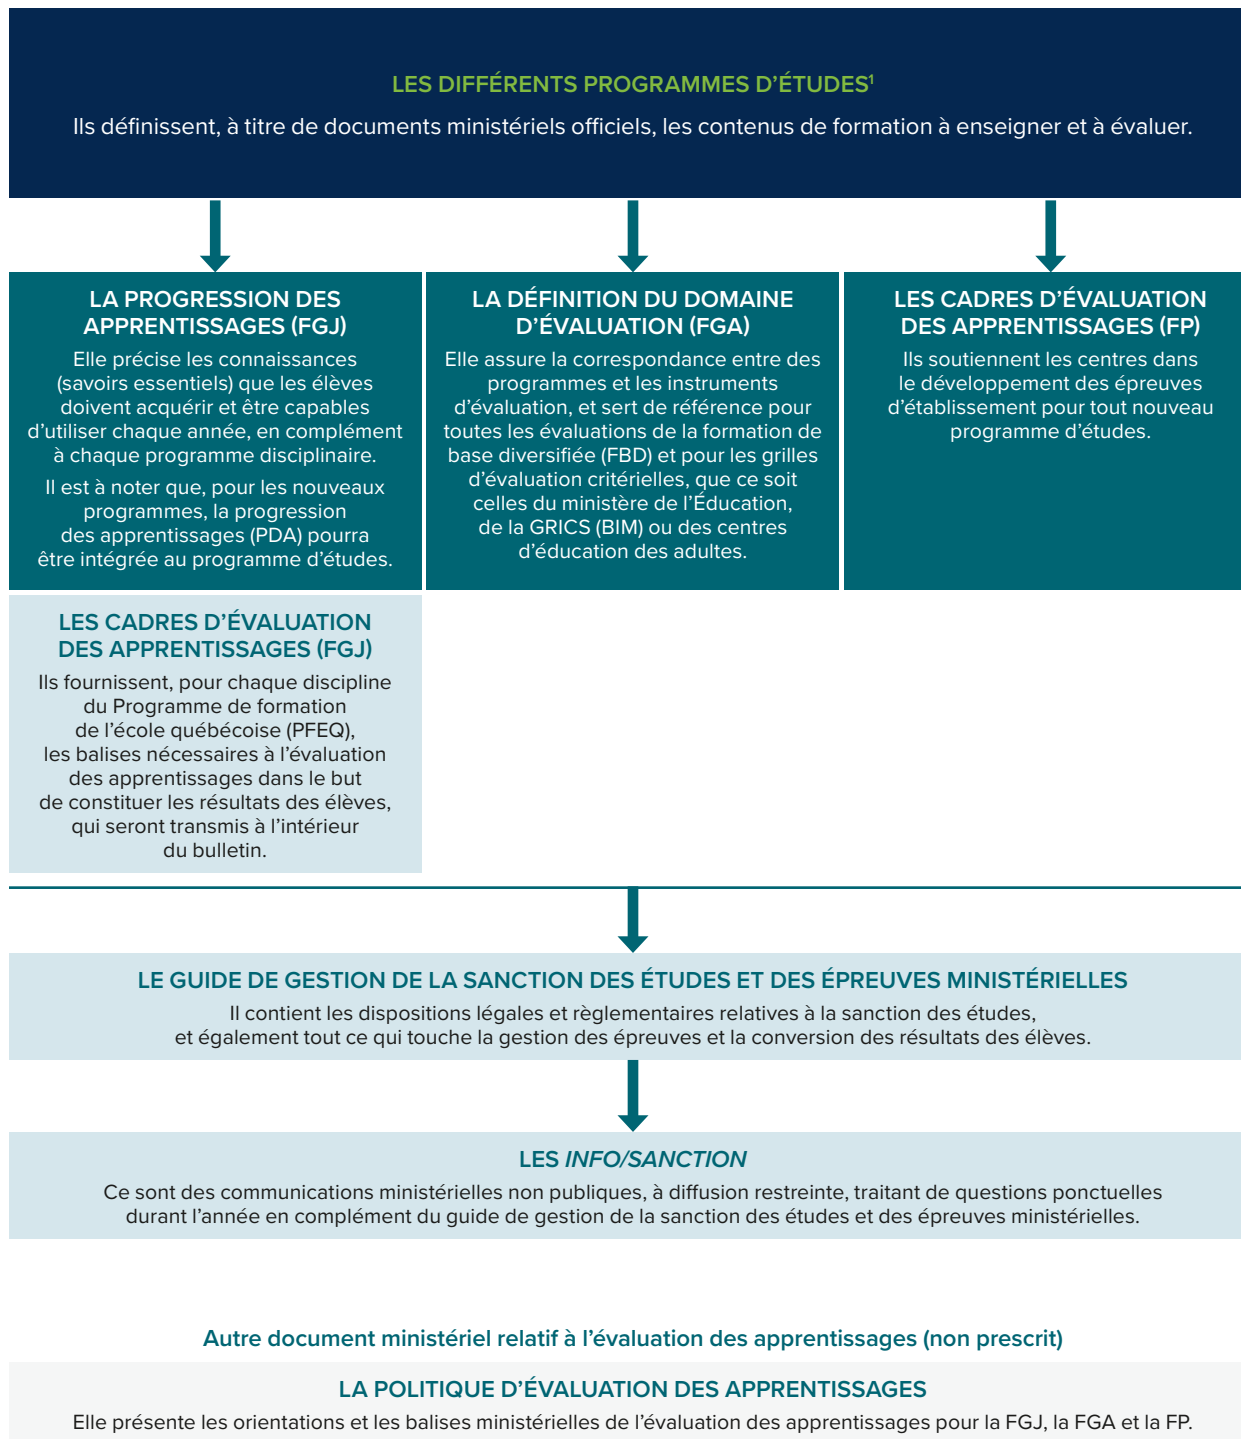 LES DIFFÉRENTS PROGRAMMES D’ÉTUDES¹
Ils définissent, à titre de documents ministériels officiels, les contenus de formation à enseigner et à évaluer.
LA PROGRESSION DES
APPRENTISSAGES (FGJ)
Elle précise les connaissances
(savoirs essentiels) que les élèves
doivent acquérir et être capables
d’utiliser chaque année, en complément
à chaque programme disciplinaire.
Il est à noter que, pour les nouveaux
programmes, la progression
des apprentissages (PDA) pourra
être intégrée au programme d’études.
LA DÉFINITION DU DOMAINE
D’ÉVALUATION (FGA)
Elle assure la correspondance entre des
programmes et les instruments
d’évaluation, et sert de référence pour
toutes les évaluations de la formation de
base diversifiée (FBD) et pour les grilles
d’évaluation critérielles, que ce soit
celles du ministère de l’Éducation,
de la GRICS (BIM) ou des centres
d’éducation des adultes.
LES CADRES D’ÉVALUATION
DES APPRENTISSAGES (FP)
Ils soutiennent les centres dans
le développement des épreuves
d’établissement pour tout nouveau
programme d’études.
LES CADRES D’ÉVALUATION
DES APPRENTISSAGES (FGJ)
Ils fournissent, pour chaque discipline
du Programme de formation
de l’école québécoise (PFEQ),
les balises nécessaires à l’évaluation
des apprentissages dans le but
de constituer les résultats des élèves,
qui seront transmis à l’intérieur
du bulletin.
LE GUIDE DE GESTION DE LA SANCTION DES ÉTUDES ET DES ÉPREUVES MINISTÉRIELLES
Il contient les dispositions légales et règlementaires relatives à la sanction des études,
et également tout ce qui touche la gestion des épreuves et la conversion des résultats des élèves.
LES INFO/SANCTION
Ce sont des communications ministérielles non publiques, à diffusion restreinte, traitant de questions ponctuelles
durant l’année en complément du guide de gestion de la sanction des études et des épreuves ministérielles.
Autre document ministériel relatif à l’évaluation des apprentissages (non prescrit)
LA POLITIQUE D’ÉVALUATION DES APPRENTISSAGES
Elle présente les orientations et les balises ministérielles de l’évaluation des apprentissages pour la FGJ, la FGA et la FP.